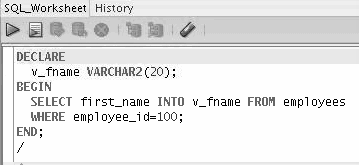 SQL_Worksheet History
DECLARE
v_fname VARCHAR2(20);
BEGIN
SELECT first_name INTO v_fname FROM employees
WHERE employee_id=100;
END;
/